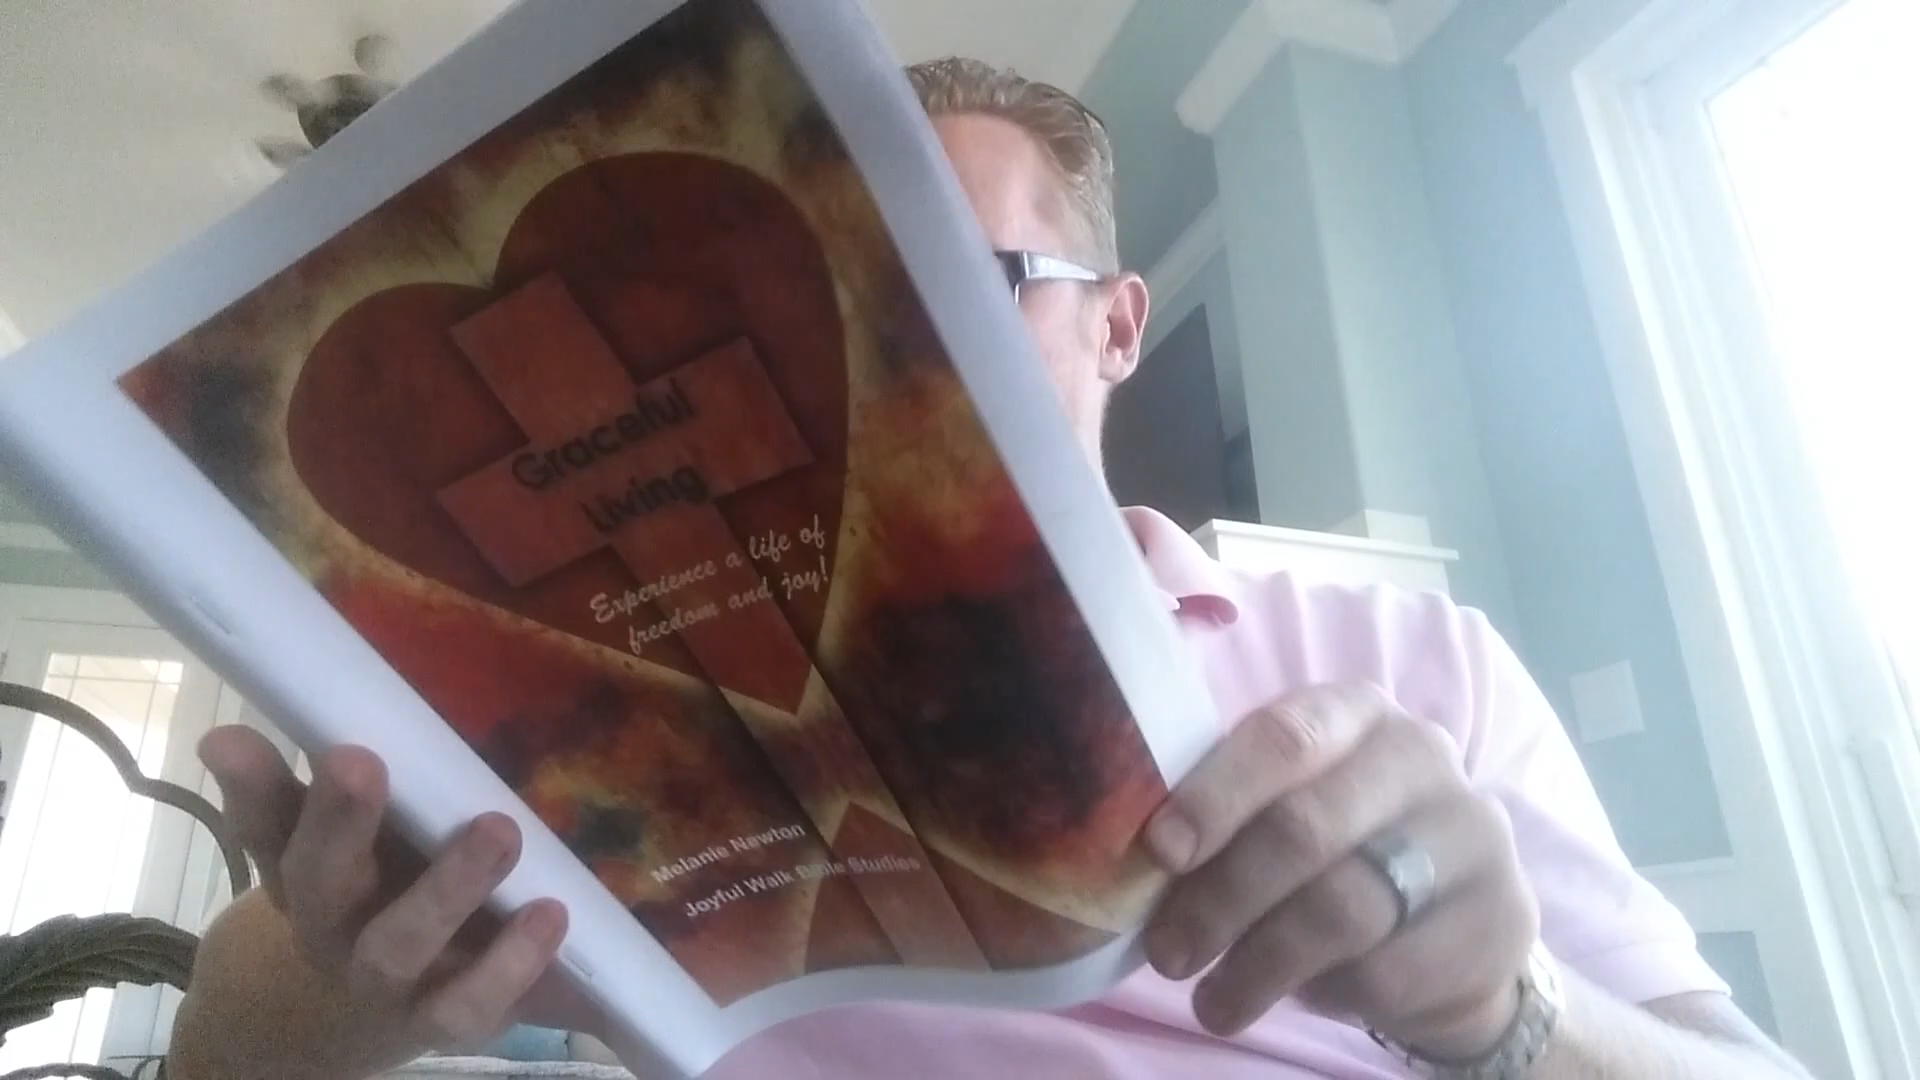 Graceful
Living
Experience a life of
freedom and joy!
Melanie Newton
Joyful Walk Bible Studies